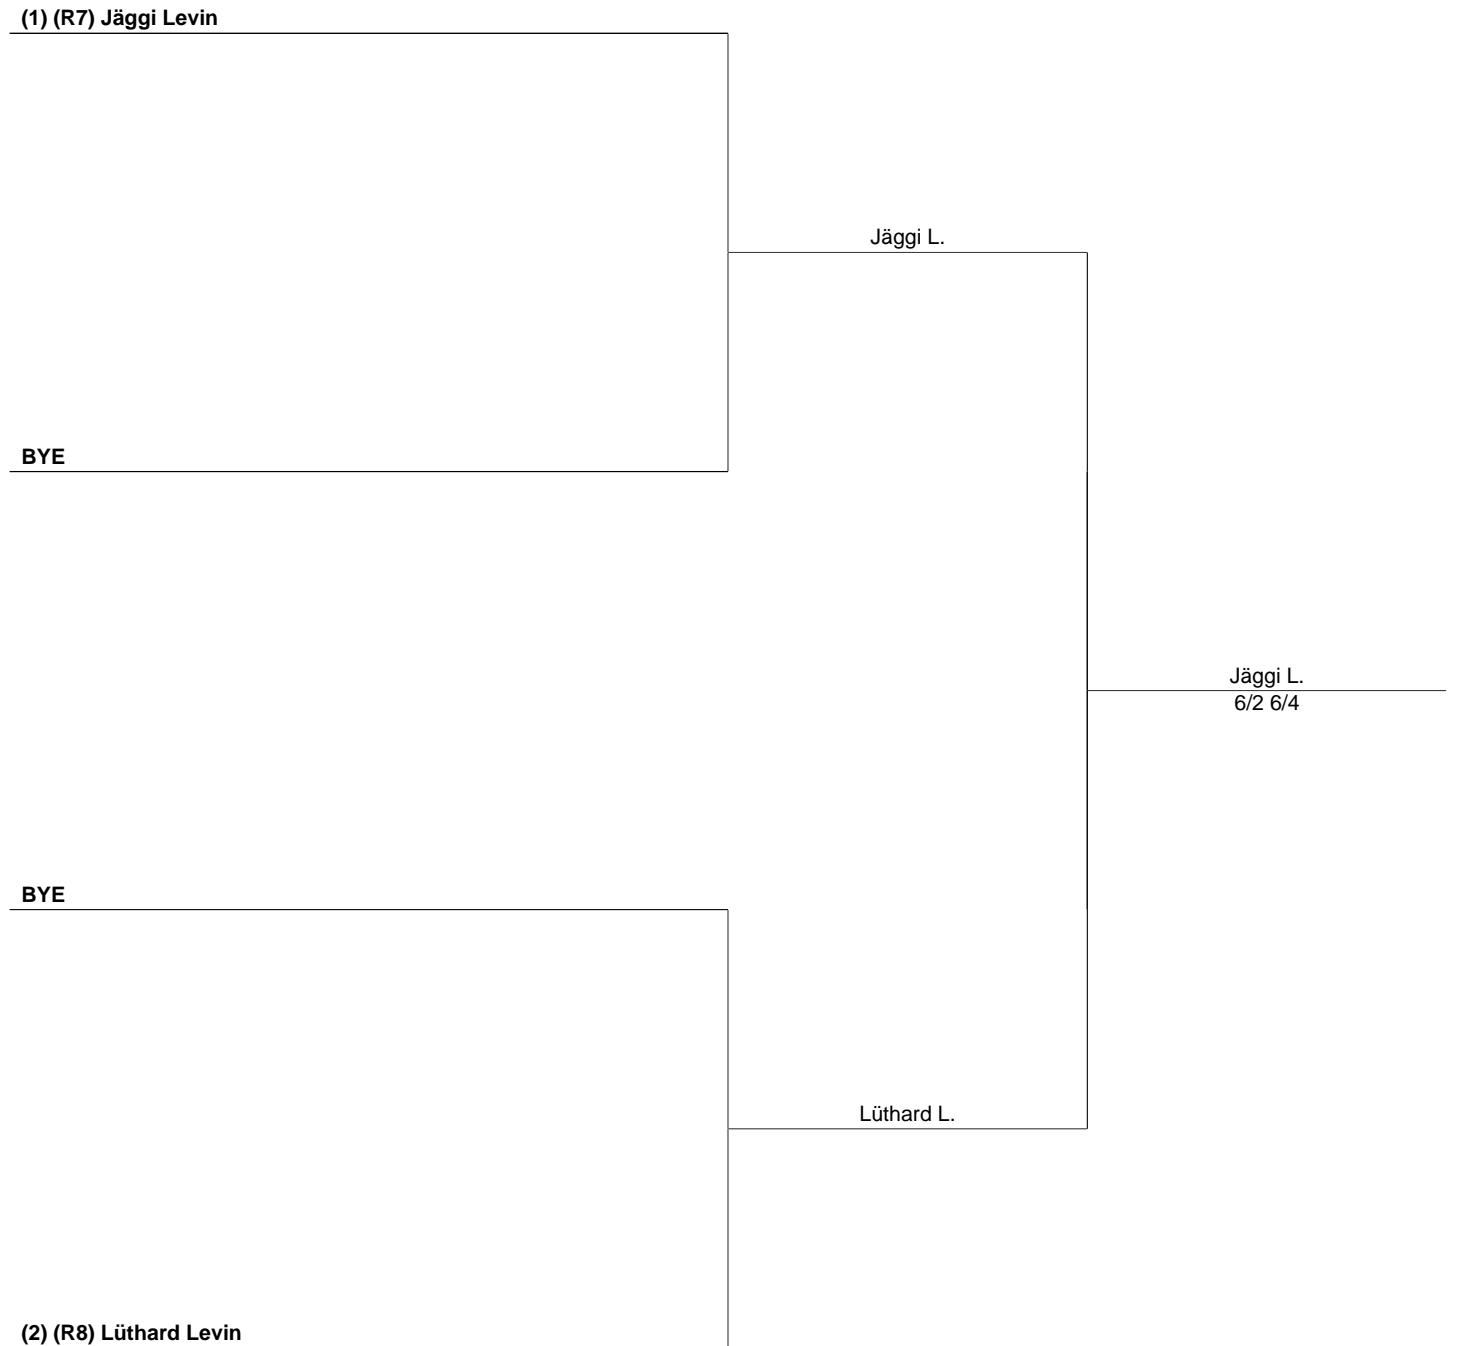 (1) (R7) Jäggi Levin
Jäggi L.
BYE
Jäggi L.
6/2 6/4
BYE
Lüthard L.
(2) (R8) Lüthard Levin